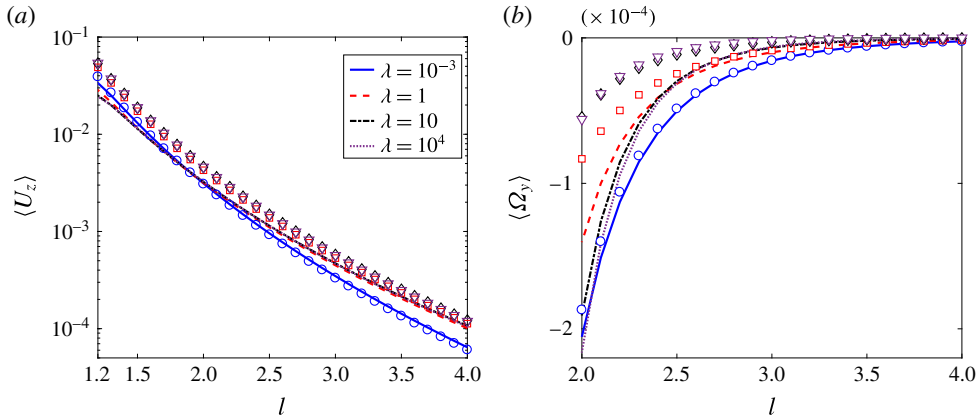 (a)
10⁻¹
10⁻²
10⁻³
10⁻⁴
⟨U_z⟩
λ = 10⁻³
λ = 1
λ = 10
λ = 10⁴
1.2 1.5 2.0 2.5 3.0 3.5 4.0
l
(b)
(× 10⁻⁴)
0
−1
−2
⟨Ω_y⟩
2.0 2.5 3.0 3.5 4.0
l